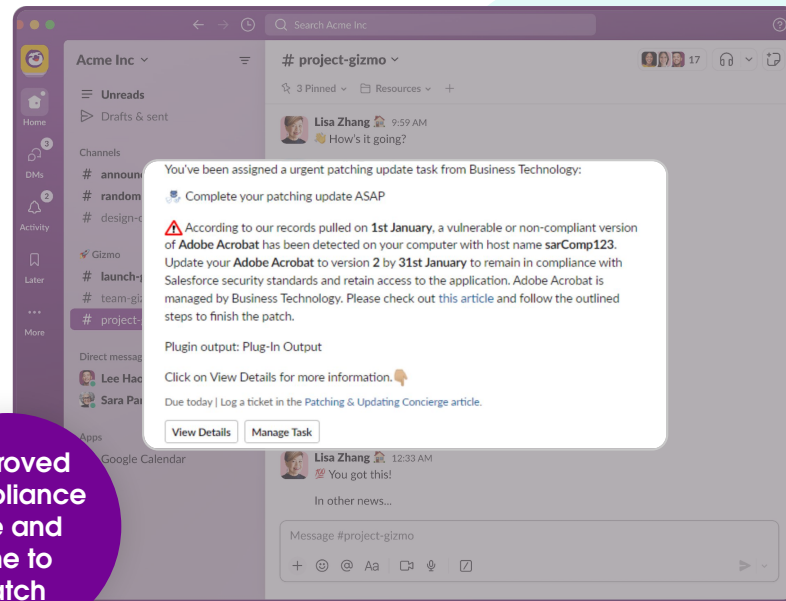 Search Acme Inc
Acme Inc
Unreads
Drafts & sent
Channels
# announ
# random
# design-c
Gizmo
# launch-g
# team-giz
# project-
Direct messag
Lee Hao
Sara Par
Apps
Google Calendar
Home
3
DMs
2
Activity
Later
More
# project-gizmo
17
3 Pinned
Resources
Lisa Zhang 9:59 AM
How's it going?
You've been assigned a urgent patching update task from Business Technology:
Complete your patching update ASAP
According to our records pulled on 1st January, a vulnerable or non-compliant version
of Adobe Acrobat has been detected on your computer with host name sarComp123.
Update your Adobe Acrobat to version 2 by 31st January to remain in compliance with
Salesforce security standards and retain access to the application. Adobe Acrobat is
managed by Business Technology. Please check out this article and follow the outlined
steps to finish the patch.
Plugin output: Plug-In Output
Click on View Details for more information.
Due today | Log a ticket in the Patching & Updating Concierge article.
View Details Manage Task
Lisa Zhang 12:33 AM
💯 You got this!
In other news...
Message #project-gizmo
Aa
roved
pliance
e and
e to
atch